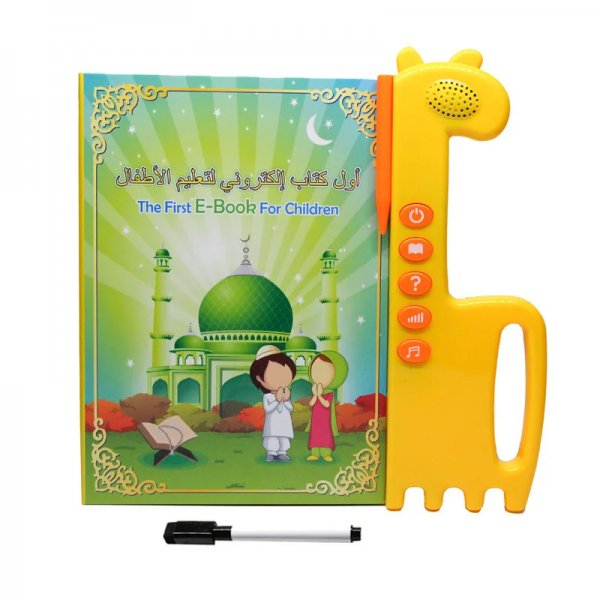 أول كتاب إلكتروني لتعليم الأطفال
The First E-Book For Children
?